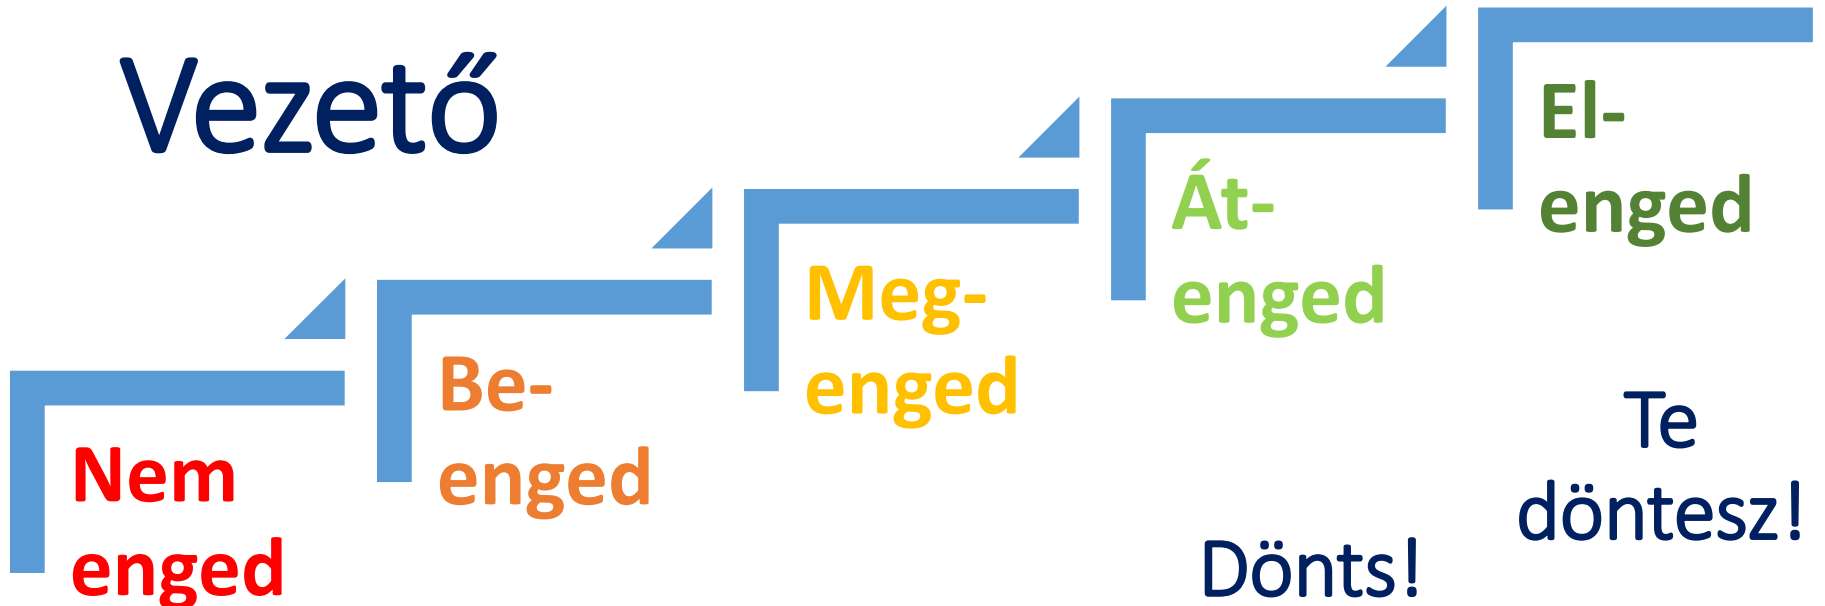 Vezető
Nem
enged
Be-
enged
Meg-
enged
Át-
enged
El-
enged
Dönts!
Te
döntesz!